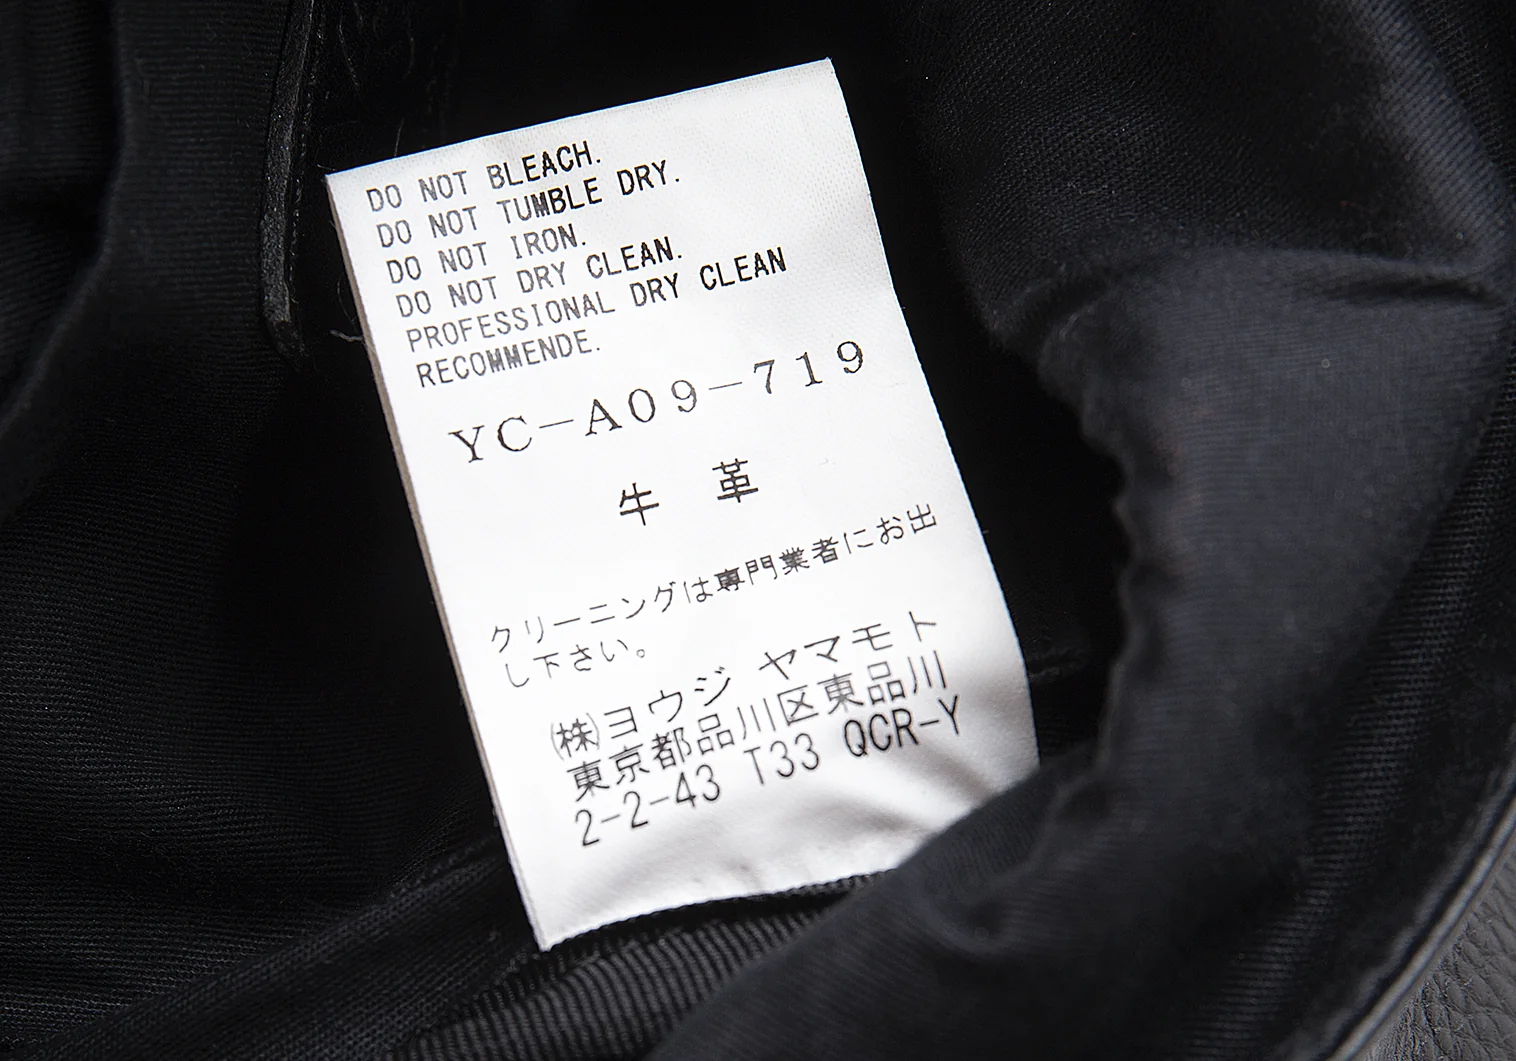 DO NOT BLEACH.
DO NOT TUMBLE DRY.
DO NOT IRON.
DO NOT DRY CLEAN.
PROFESSIONAL DRY CLEAN
RECOMMENDE.
YC-A09-719
牛 革
クリーニングは専門業者にお出
し下さい。
㈱ヨウジ ヤマモト
東京都品川区東品川
2-2-43 T33 QCR-Y